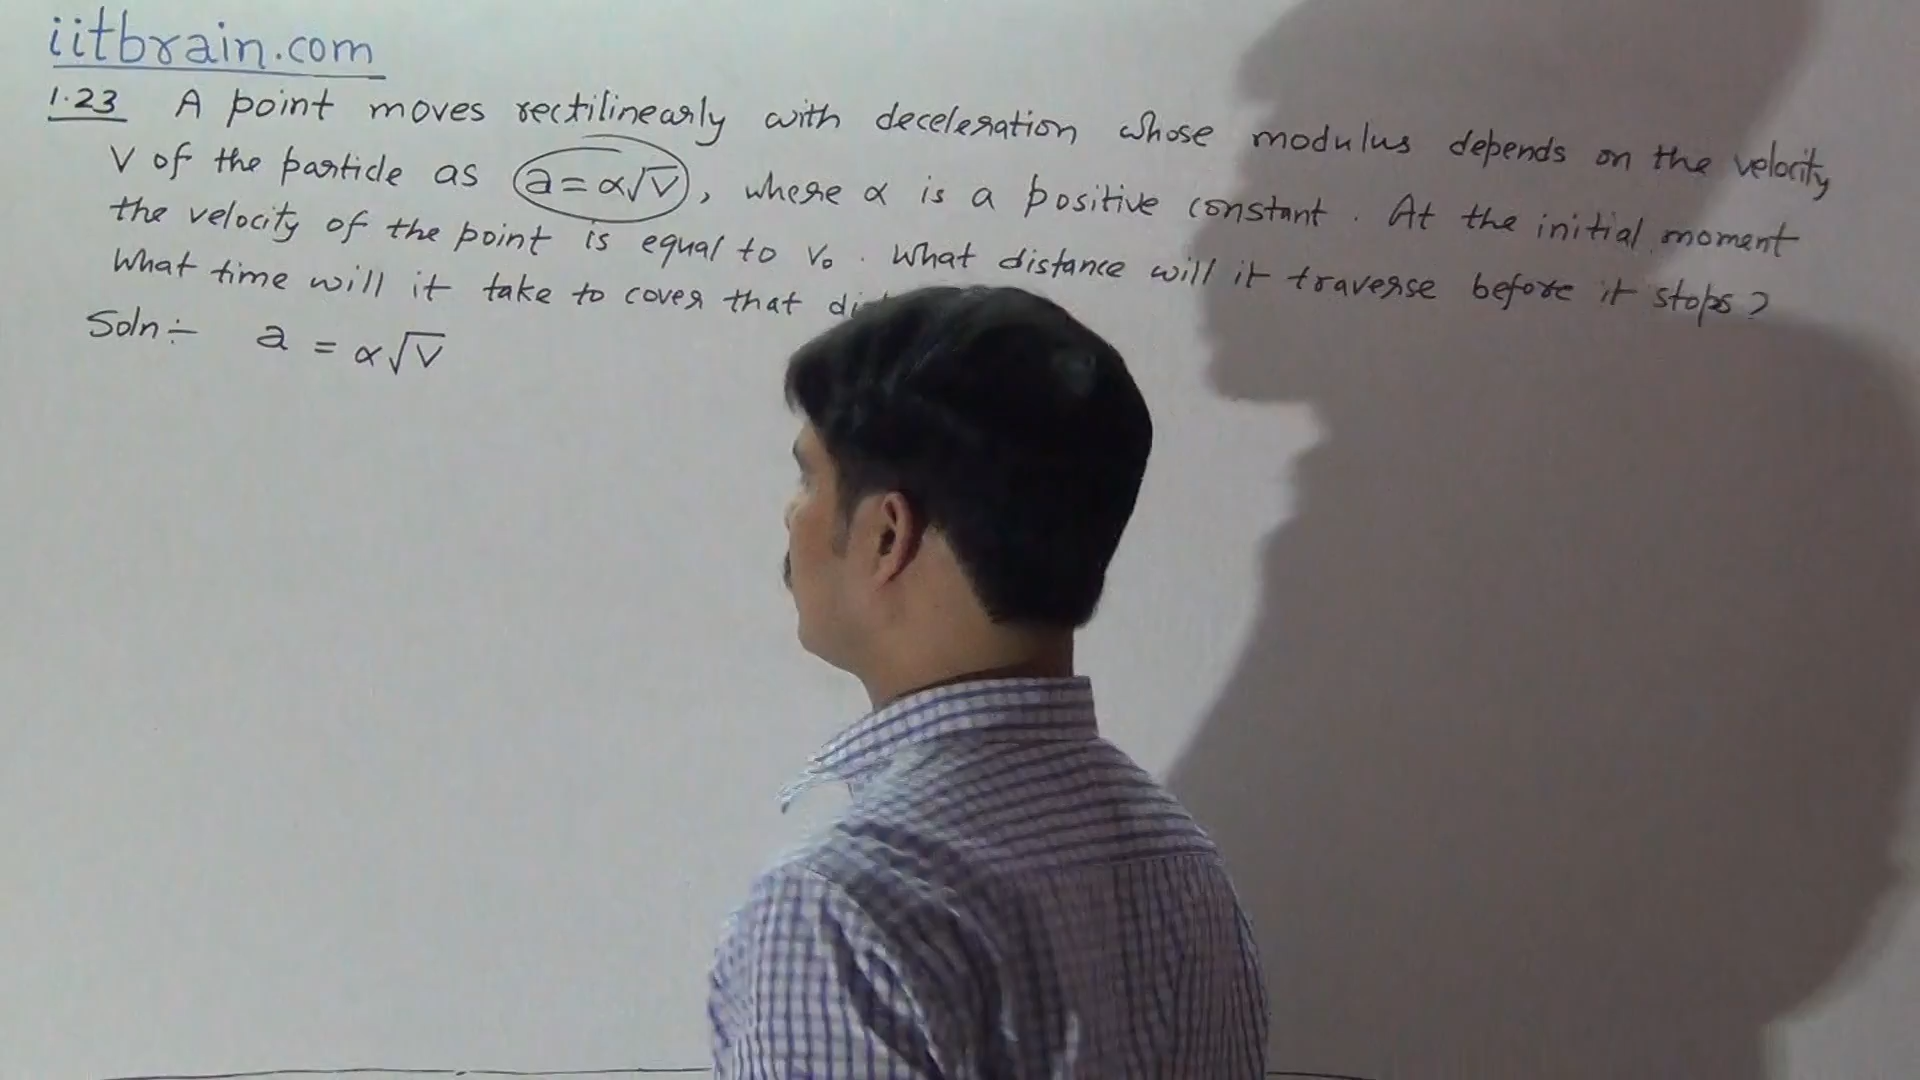 iitbrain.com
1.23 A point moves rectilinearly with deceleration whose modulus depends on the velocity
V of the particle as a=α√V, where α is a positive constant. At the initial moment
the velocity of the point is equal to V₀. What distance will it traverse before it stops?
What time will it take to cover that
Soln:- a = α√V